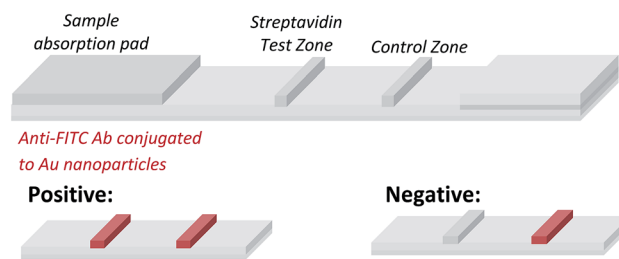 Sample
absorption pad
Streptavidin
Test Zone
Control Zone
Anti-FITC Ab conjugated
to Au nanoparticles
Positive:
Negative: